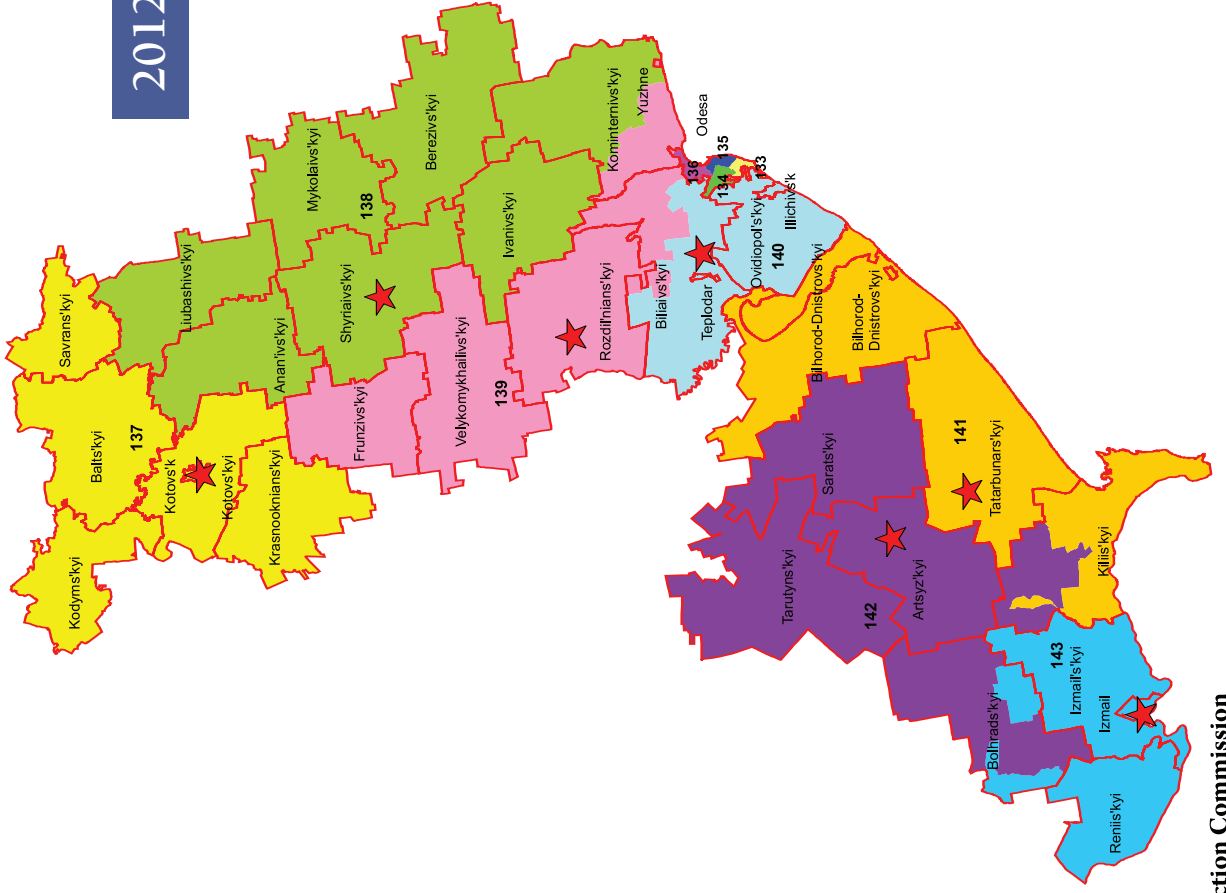 2012
Savrans'kyi
Balts'kyi
137
Kodyms'kyi
Kotovs'k
Kotovs'kyi
Krasnooknians'kyi
Liubashivs'kyi
Anan'ivs'kyi
Mykolaivs'kyi
138
Shyriaivs'kyi
Berezivs'kyi
Ivanivs'kyi
Frunzivs'kyi
Velykomykhailivs'kyi
139
Rozdil'nians'kyi
Kominternivs'kyi
Yuzhne
Odesa
136
135
134
133
Biliaivs'kyi
Teplodar
Ovidiopol's'kyi
140
Illichivs'k
Bilhorod-Dnistrovs'kyi
Bilhorod-
Dnistrovs'kyi
141
Tatarbunars'kyi
Sarats'kyi
Tarutyns'kyi
142
Artsyz'kyi
Kiliis'kyi
143
Izmail's'kyi
Izmail
Bolhrads'kyi
Reniis'kyi
ction Commission